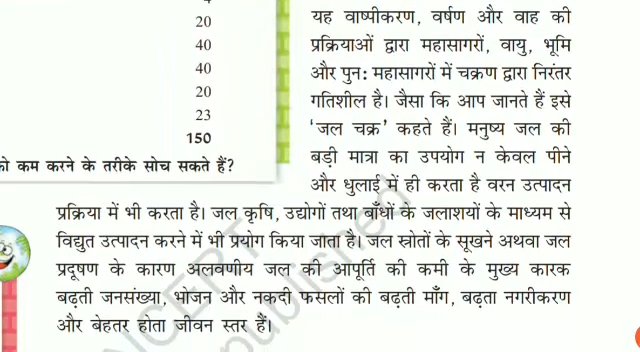 20
40
40
20
23
150
को कम करने के तरीके सोच सकते हैं?
यह वाष्पीकरण, वर्षण और वाह की
प्रक्रियाओं द्वारा महासागरों, वायु, भूमि
और पुन: महासागरों में चक्रण द्वारा निरंतर
गतिशील है। जैसा कि आप जानते हैं इसे
‘जल चक्र’ कहते हैं। मनुष्य जल की
बड़ी मात्रा का उपयोग न केवल पीने
और धुलाई में ही करता है वरन उत्पादन
प्रक्रिया में भी करता है। जल कृषि, उद्योगों तथा बाँधों के जलाशयों के माध्यम से
विद्युत उत्पादन करने में भी प्रयोग किया जाता है। जल स्रोतों के सूखने अथवा जल
प्रदूषण के कारण अलवणीय जल की आपूर्ति की कमी के मुख्य कारक
बढ़ती जनसंख्या, भोजन और नकदी फसलों की बढ़ती माँग, बढ़ता नगरीकरण
और बेहतर होता जीवन स्तर हैं।
NCERT
published